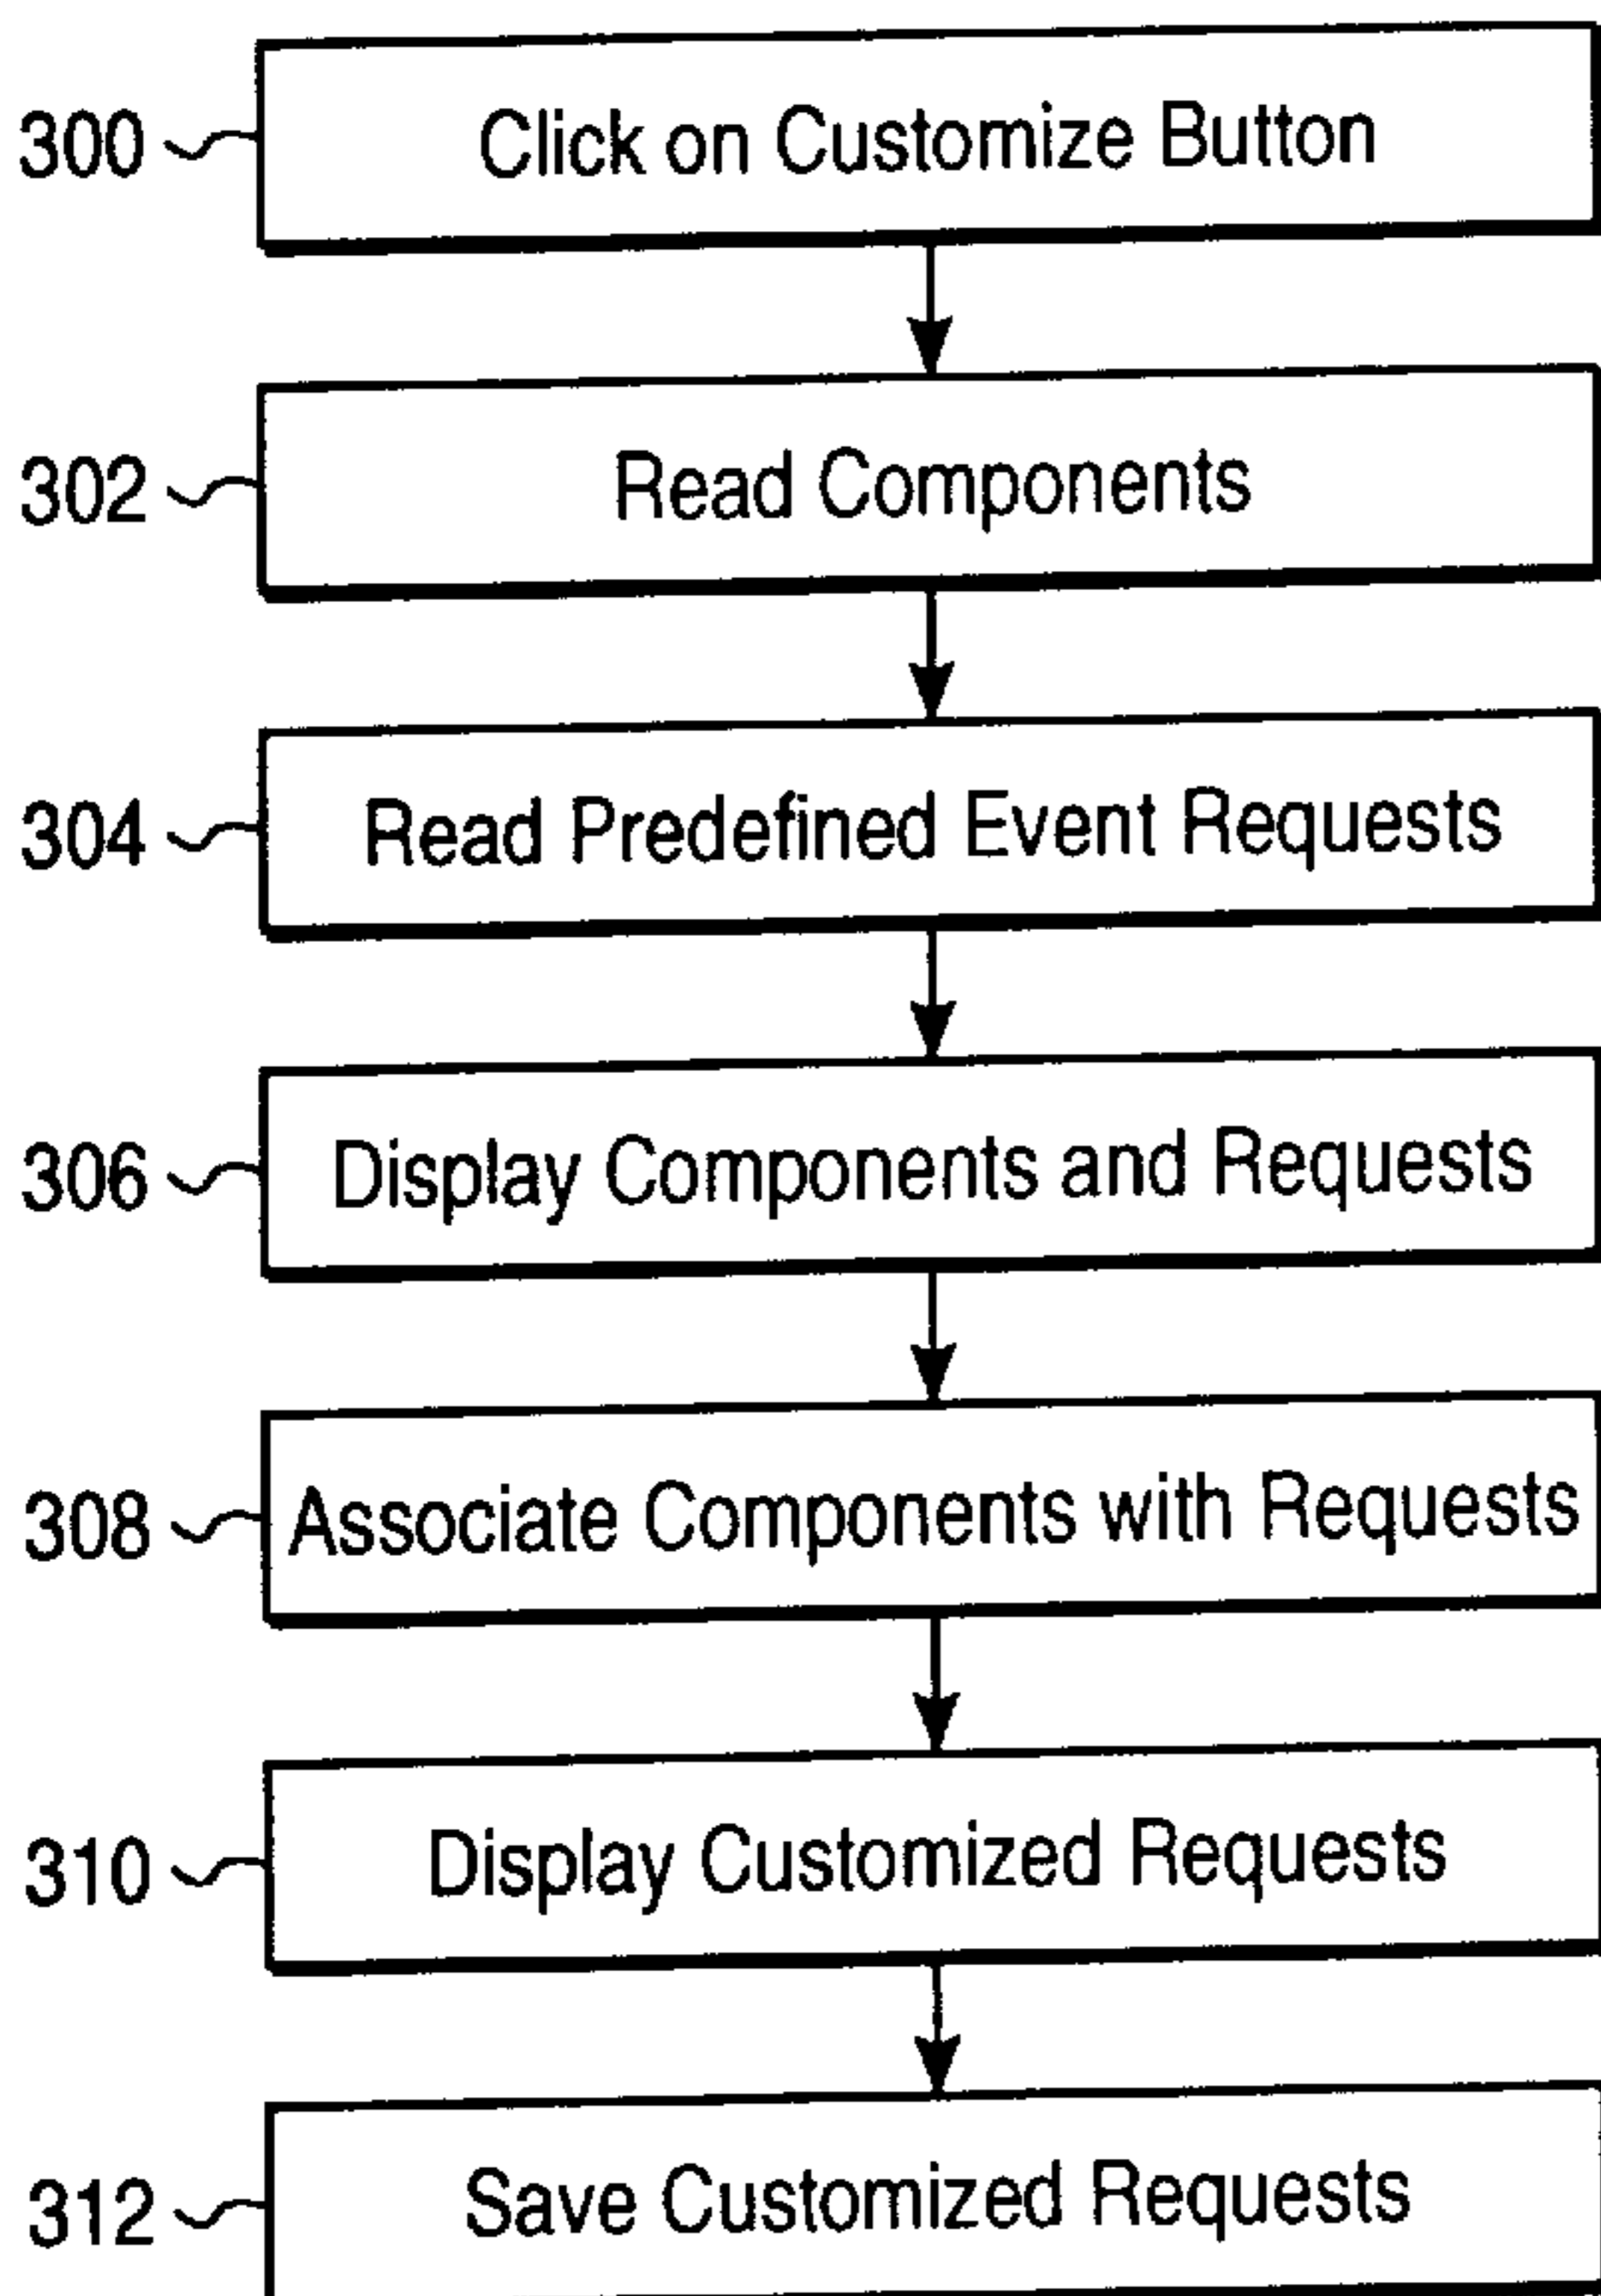 300 Click on Customize Button
302 Read Components
304 Read Predefined Event Requests
306 Display Components and Requests
308 Associate Components with Requests
310 Display Customized Requests
312 Save Customized Requests